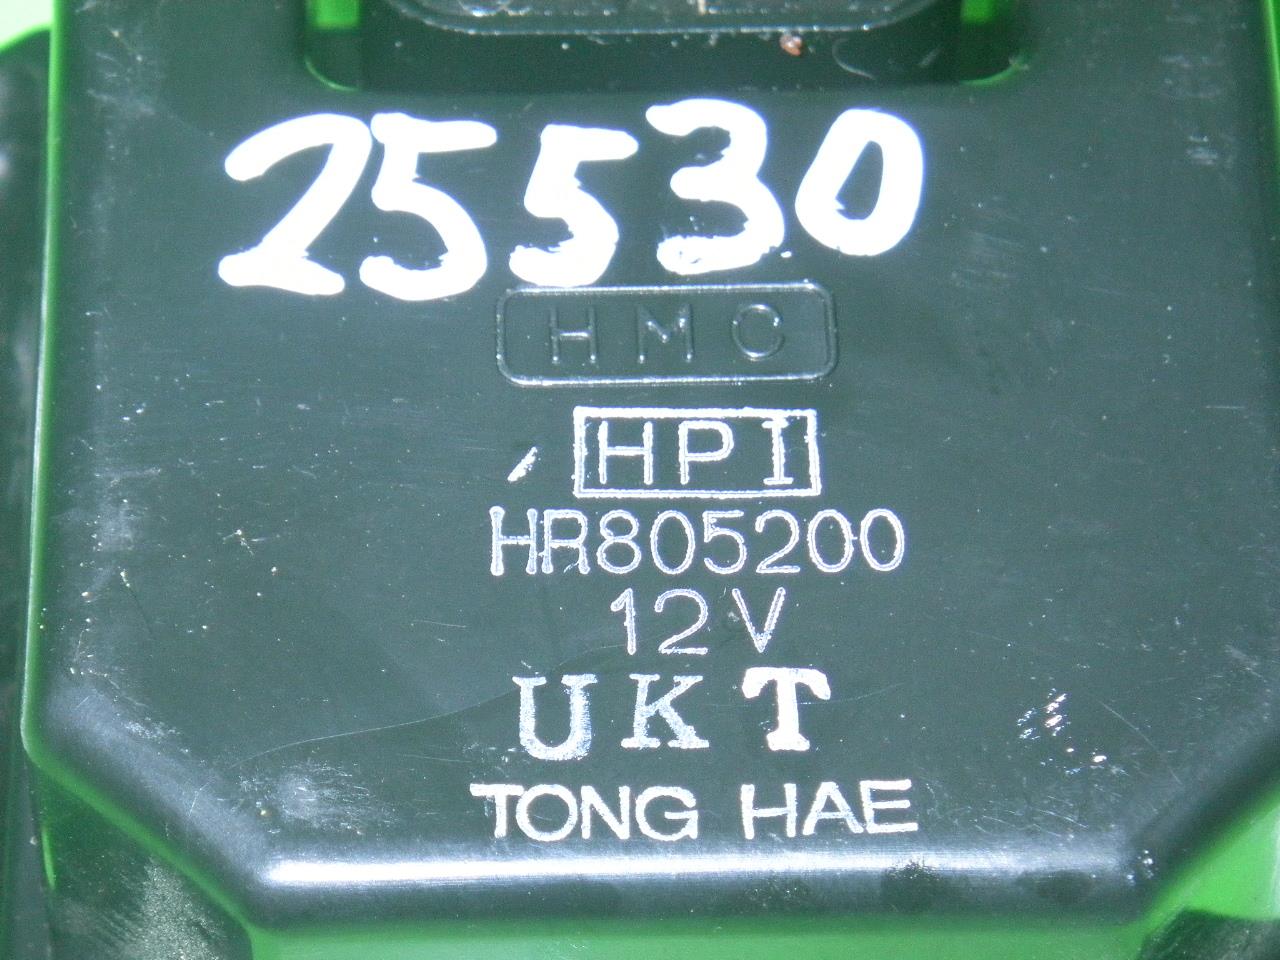 25530
HMC
HPI
HR805200
12V
UKT
TONG HAE